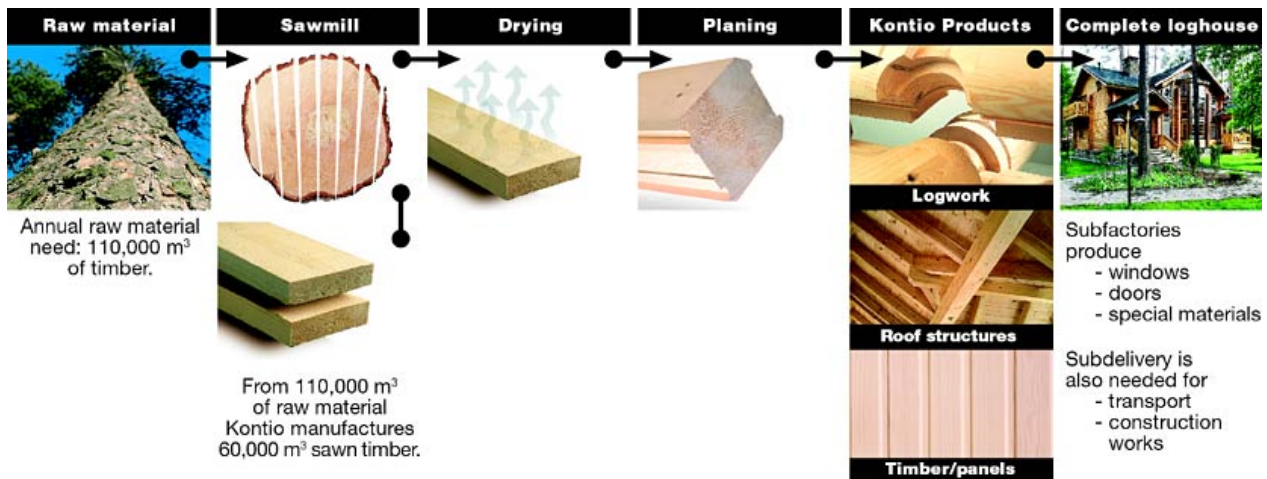 Raw material
Sawmill
Drying
Planing
Kontio Products
Complete loghouse
Annual raw material
need: 110,000 m³
of timber.
From 110,000 m³
of raw material
Kontio manufactures
60,000 m³ sawn timber.
Logwork
Roof structures
Timber/panels
Subfactories
produce
- windows
- doors
- special materials
Subdelivery is
also needed for
- transport
- construction
works